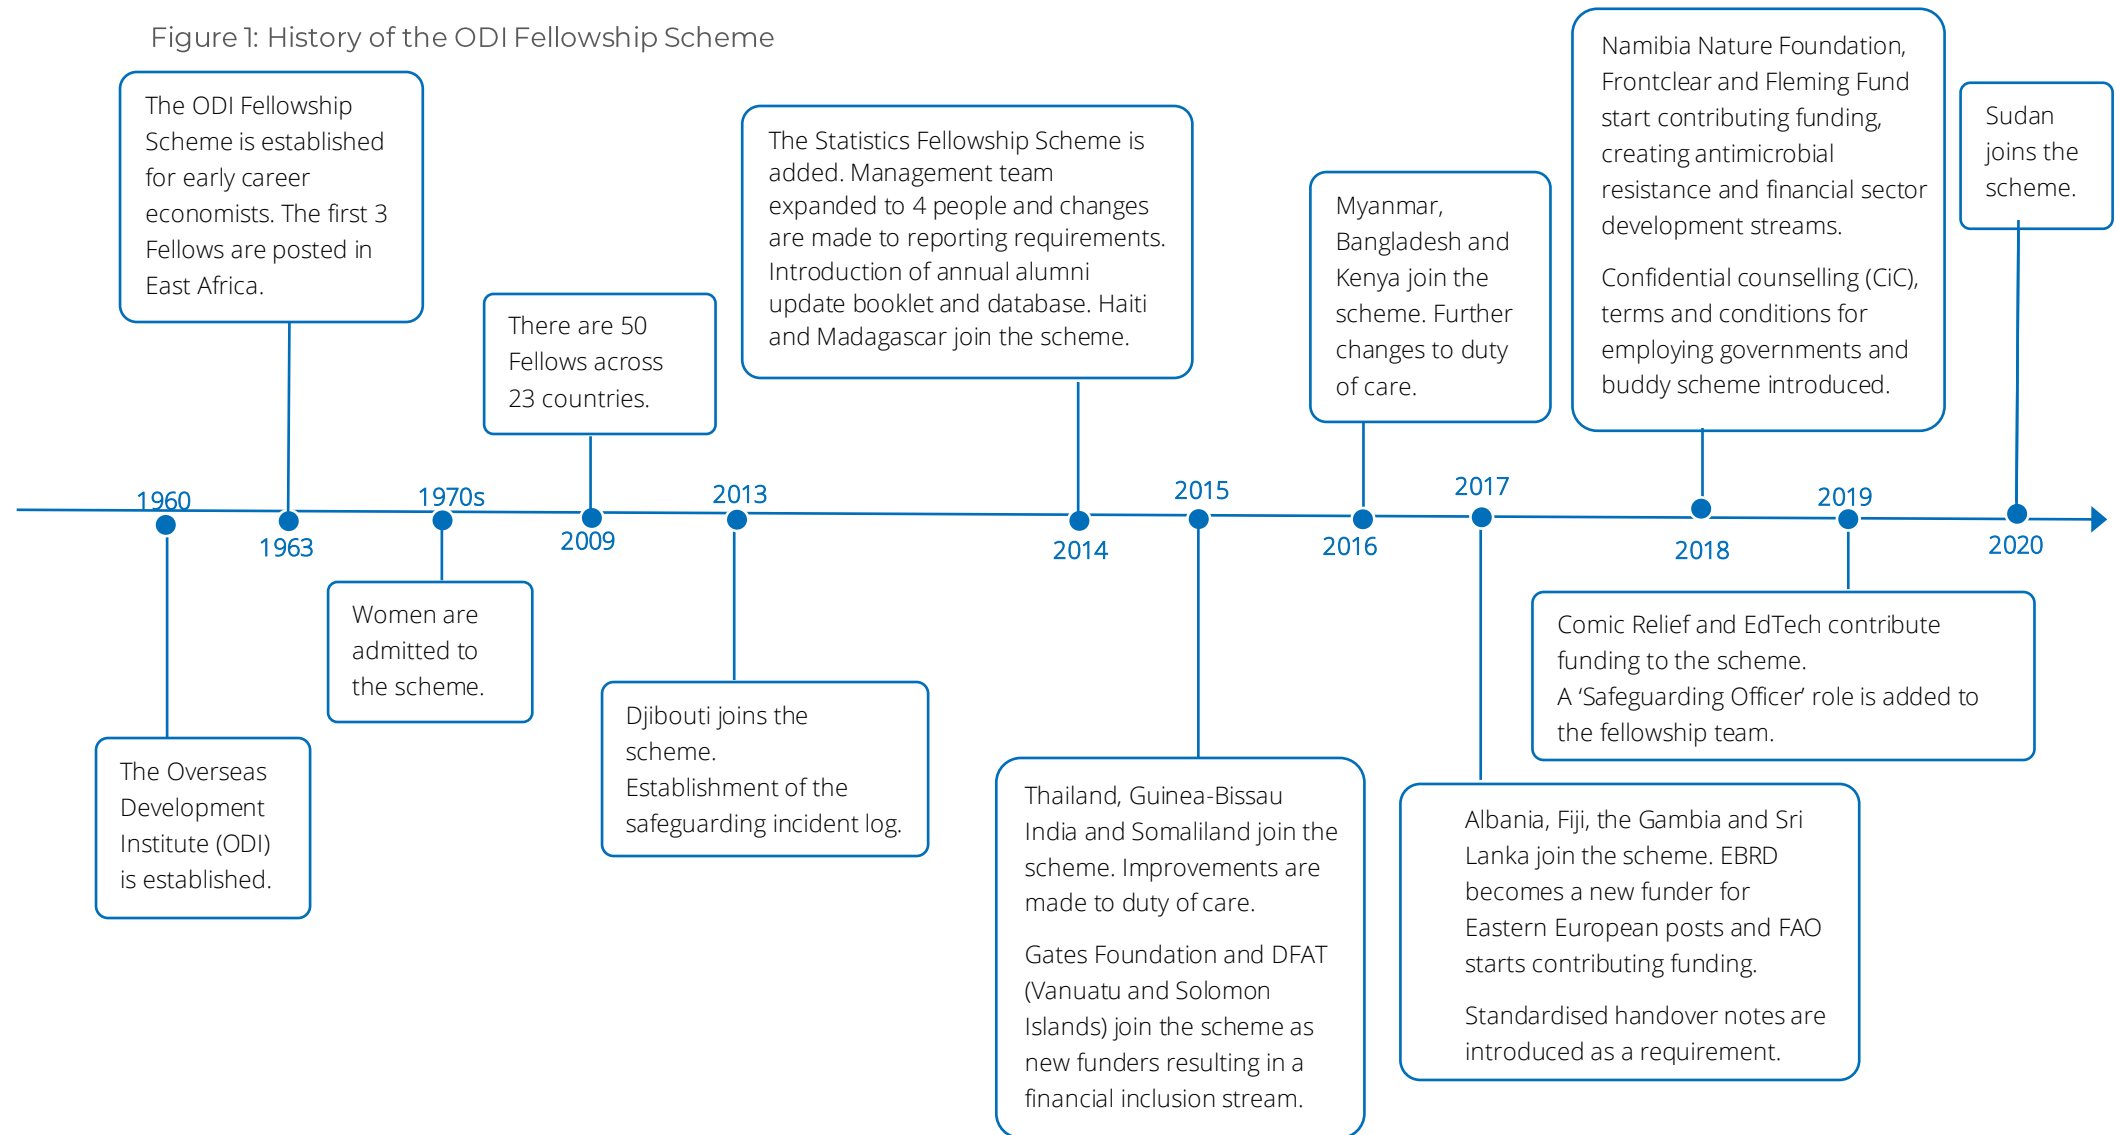 Figure 1: History of the ODI Fellowship Scheme
The ODI Fellowship
Scheme is established
for early career
economists. The first 3
Fellows are posted in
East Africa.
There are 50
Fellows across
23 countries.
The Statistics Fellowship Scheme is
added. Management team
expanded to 4 people and changes
are made to reporting requirements.
Introduction of annual alumni
update booklet and database. Haiti
and Madagascar join the scheme.
Myanmar,
Bangladesh and
Kenya join the
scheme. Further
changes to duty
of care.
Namibia Nature Foundation,
Frontclear and Fleming Fund
start contributing funding,
creating antimicrobial
resistance and financial sector
development streams.
Confidential counselling (CiC),
terms and conditions for
employing governments and
buddy scheme introduced.
Sudan
joins the
scheme.
1960
1963
1970s
2009
2013
2014
2015
2016
2017
2018
2019
2020
The Overseas
Development
Institute (ODI)
is established.
Women are
admitted to
the scheme.
Djibouti joins the
scheme.
Establishment of the
safeguarding incident log.
Thailand, Guinea-Bissau
India and Somaliland join the
scheme. Improvements are
made to duty of care.
Gates Foundation and DFAT
(Vanuatu and Solomon
Islands) join the scheme as
new funders resulting in a
financial inclusion stream.
Albania, Fiji, the Gambia and Sri
Lanka join the scheme. EBRD
becomes a new funder for
Eastern European posts and FAO
starts contributing funding.
Standardised handover notes are
introduced as a requirement.
Comic Relief and EdTech contribute
funding to the scheme.
A ‘Safeguarding Officer’ role is added to
the fellowship team.